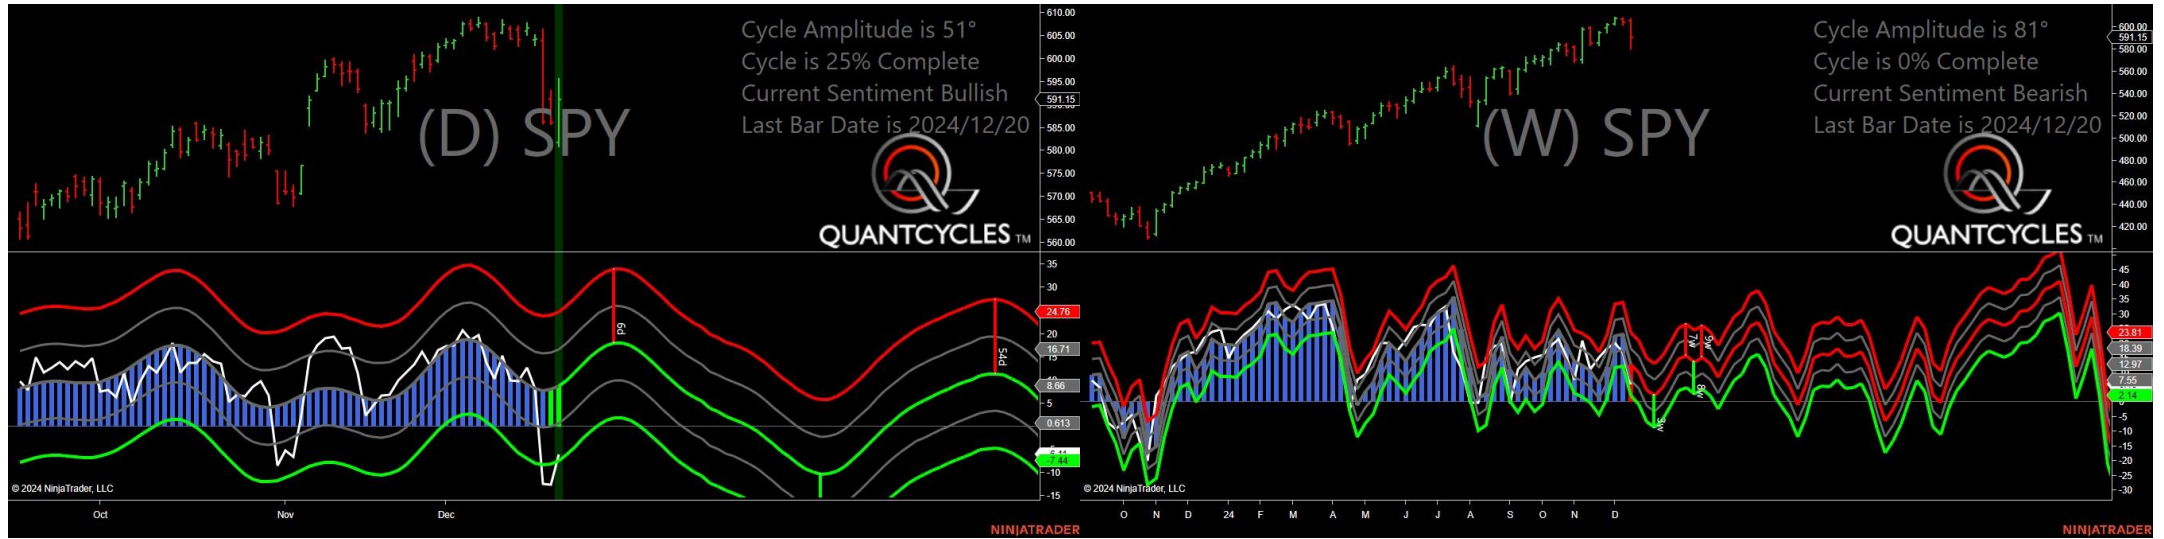 Cycle Amplitude is 51°
Cycle is 25% Complete
Current Sentiment Bullish
Last Bar Date is 2024/12/20
(D) SPY
QUANTCYCLES TM
610.00
605.00
600.00
595.00
591.15
585.00
580.00
575.00
570.00
565.00
560.00
35
30
24.76
20
16.71
15
8.66
5
0.613
-7.44
-10
-15
6d
54d
© 2024 NinjaTrader, LLC
Oct Nov Dec
NINJATRADER
Cycle Amplitude is 81°
Cycle is 0% Complete
Current Sentiment Bearish
Last Bar Date is 2024/12/20
(W) SPY
QUANTCYCLES TM
600.00
591.15
580.00
560.00
540.00
520.00
500.00
480.00
460.00
440.00
420.00
45
40
35
30
23.81
18.39
12.97
7.55
2.14
-5
-10
-15
-20
-25
-30
3w
7w
8w
9w
© 2024 NinjaTrader, LLC
O N D 24 F M A M J J A S O N D
NINJATRADER